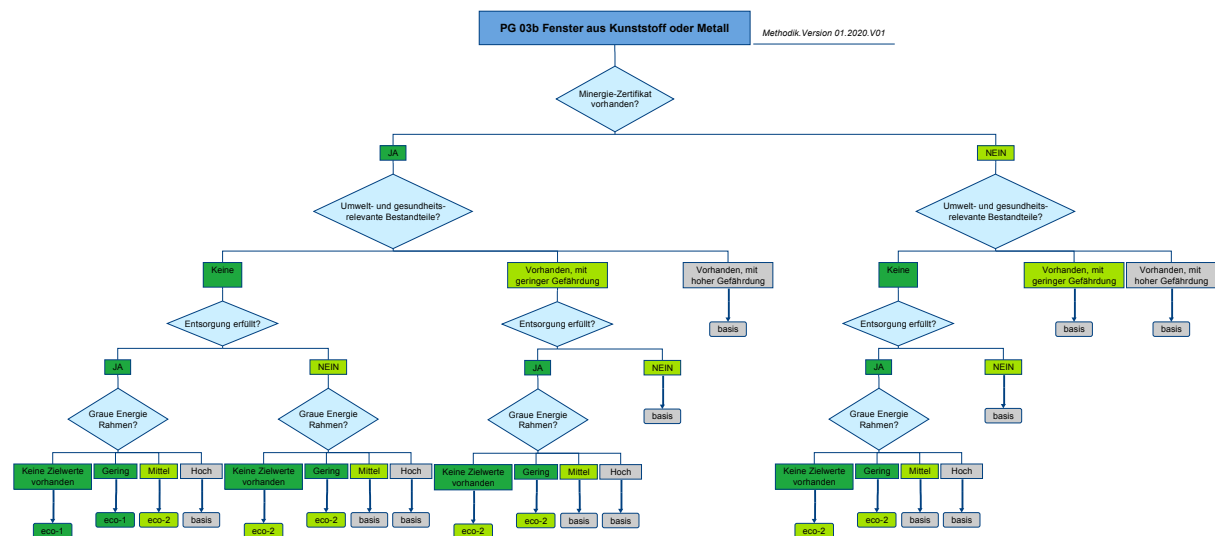 PG 03b Fenster aus Kunststoff oder Metall
Methodik.Version 01.2020.V01
Minergie-Zertifikat
vorhanden?
JA
NEIN
Umwelt- und gesundheits-
relevante Bestandteile?
Umwelt- und gesundheits-
relevante Bestandteile?
Keine
Vorhanden, mit
geringer Gefährdung
Vorhanden, mit
hoher Gefährdung
Keine
Vorhanden, mit
geringer Gefährdung
Vorhanden, mit
hoher Gefährdung
Entsorgung erfüllt?
Entsorgung erfüllt?
basis
Entsorgung erfüllt?
basis
basis
JA
NEIN
JA
NEIN
JA
NEIN
Graue Energie
Rahmen?
Graue Energie
Rahmen?
Graue Energie
Rahmen?
basis
Graue Energie
Rahmen?
basis
Keine Zielwerte
vorhanden
Gering
Mittel
Hoch
Keine Zielwerte
vorhanden
Gering
Mittel
Hoch
Keine Zielwerte
vorhanden
Gering
Mittel
Hoch
Keine Zielwerte
vorhanden
Gering
Mittel
Hoch
eco-1
eco-1
eco-2
basis
eco-2
eco-2
basis
basis
eco-2
eco-2
basis
basis
eco-2
eco-2
basis
basis